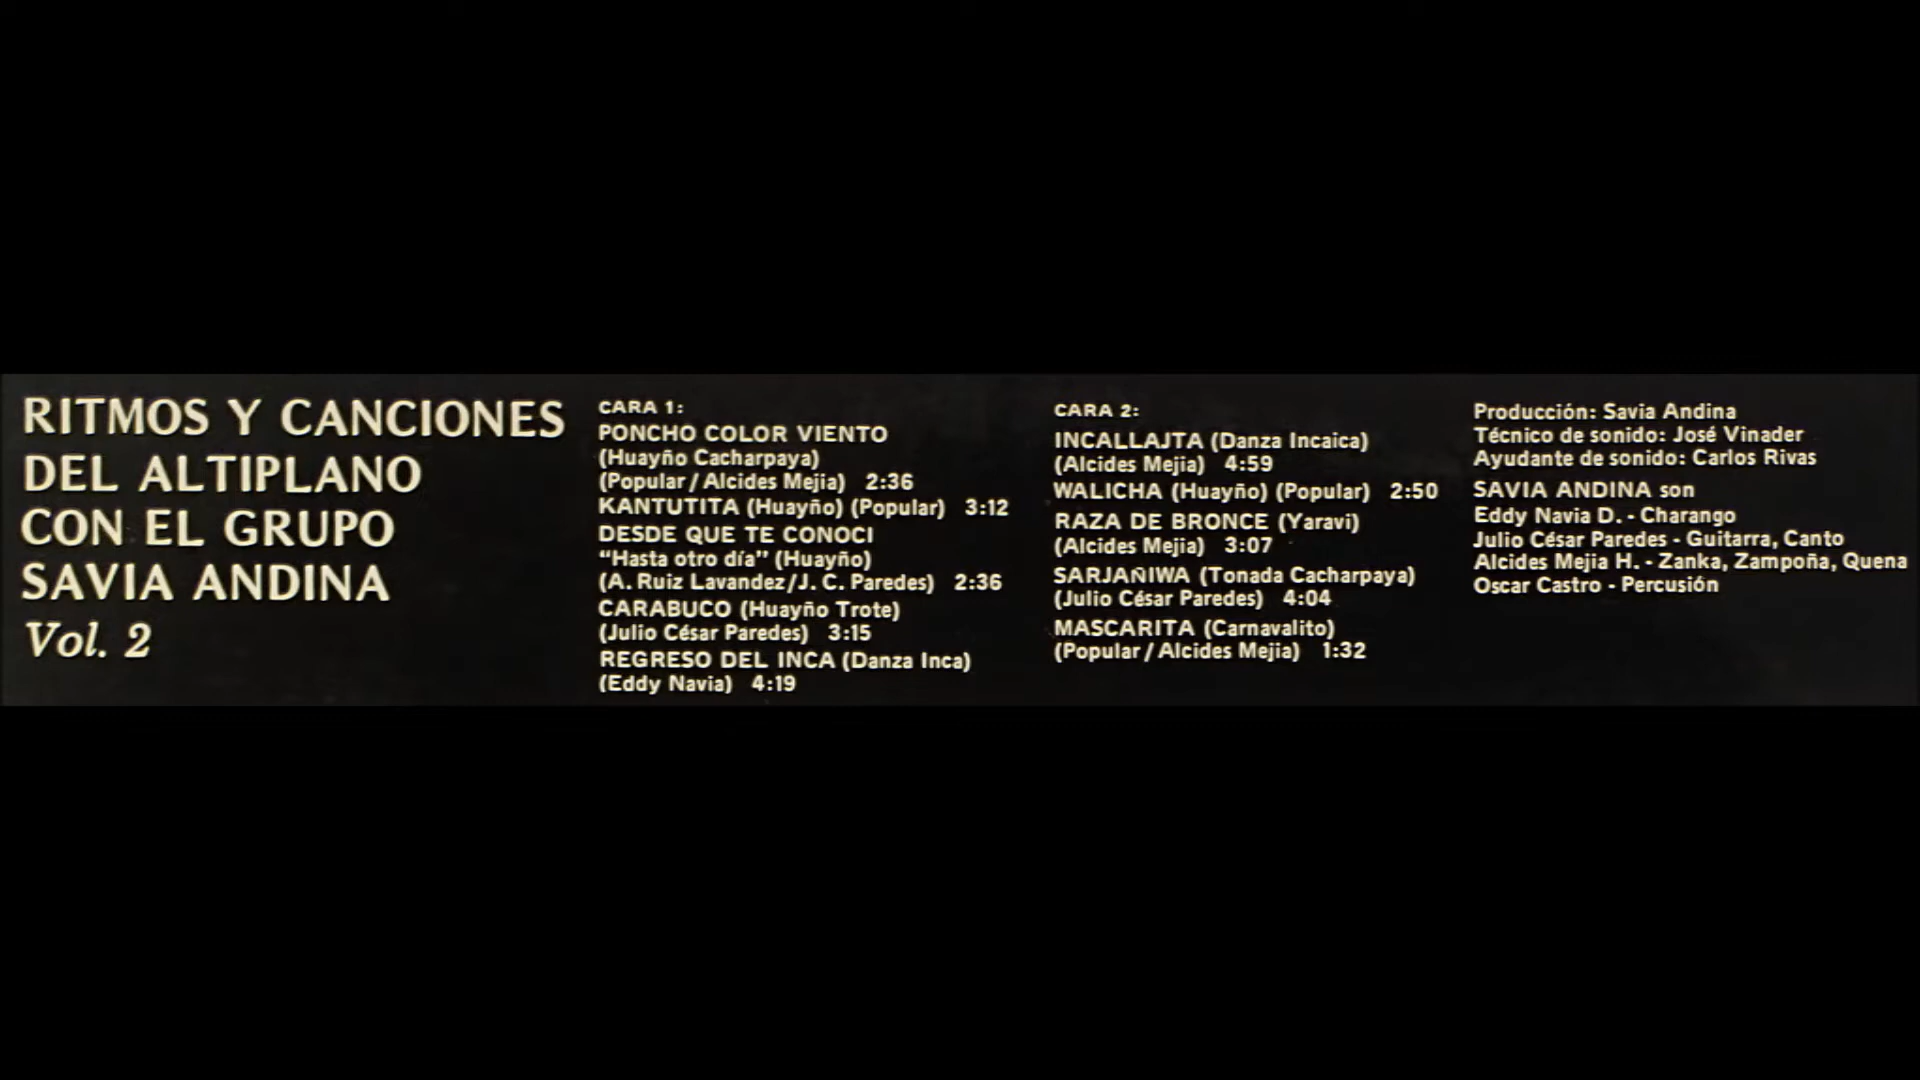 RITMOS Y CANCIONES
DEL ALTIPLANO
CON EL GRUPO
SAVIA ANDINA
Vol. 2
CARA 1:
PONCHO COLOR VIENTO
(Huayño Cacharpaya)
(Popular/Alcides Mejia) 2:36
KANTUTITA (Huayño) (Popular) 3:12
DESDE QUE TE CONOCI
“Hasta otro día” (Huayño)
(A. Ruiz Lavandez/J. C. Paredes) 2:36
CARABUCO (Huayño Trote)
(Julio César Paredes) 3:15
REGRESO DEL INCA (Danza Inca)
(Eddy Navia) 4:19
CARA 2:
INCALLAJTA (Danza Incaica)
(Alcides Mejia) 4:59
WALICHA (Huayño) (Popular) 2:50
RAZA DE BRONCE (Yaravi)
(Alcides Mejia) 3:07
SARJAÑIWA (Tonada Cacharpaya)
(Julio César Paredes) 4:04
MASCARITA (Carnavalito)
(Popular/Alcides Mejia) 1:32
Producción: Savia Andina
Técnico de sonido: José Vinader
Ayudante de sonido: Carlos Rivas
SAVIA ANDINA son
Eddy Navia D. - Charango
Julio César Paredes - Guitarra, Canto
Alcides Mejia H. - Zanka, Zampoña, Quena
Oscar Castro - Percusión